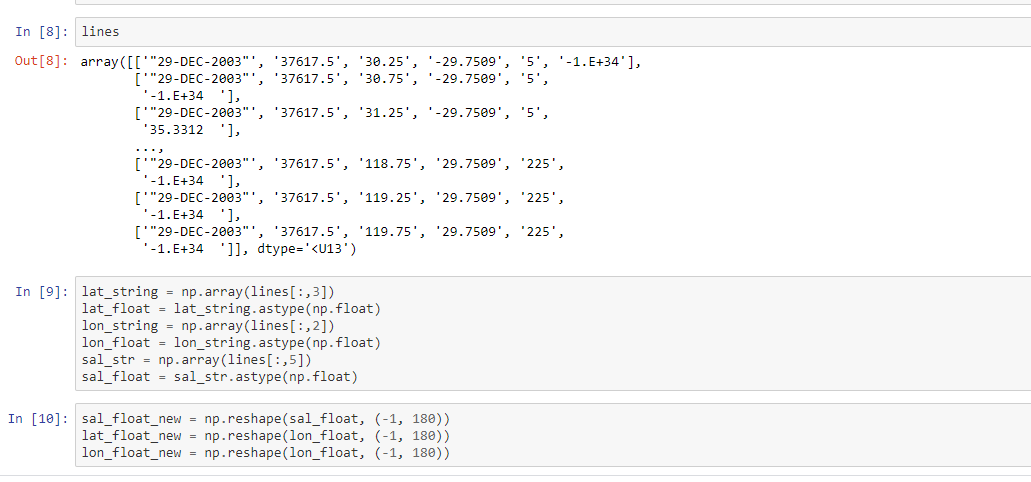 In [8]: lines
Out[8]: array([['"29-DEC-2003"', '37617.5', '30.25', '-29.7509', '5', '-1.E+34'],
['"29-DEC-2003"', '37617.5', '30.75', '-29.7509', '5',
'-1.E+34  '],
['"29-DEC-2003"', '37617.5', '31.25', '-29.7509', '5',
'35.3312  '],
...,
['"29-DEC-2003"', '37617.5', '118.75', '29.7509', '225',
'-1.E+34  '],
['"29-DEC-2003"', '37617.5', '119.25', '29.7509', '225',
'-1.E+34  '],
['"29-DEC-2003"', '37617.5', '119.75', '29.7509', '225',
'-1.E+34  ']], dtype='<U13')
In [9]: lat_string = np.array(lines[:,3])
lat_float = lat_string.astype(np.float)
lon_string = np.array(lines[:,2])
lon_float = lon_string.astype(np.float)
sal_str = np.array(lines[:,5])
sal_float = sal_str.astype(np.float)
In [10]: sal_float_new = np.reshape(sal_float, (-1, 180))
lat_float_new = np.reshape(lon_float, (-1, 180))
lon_float_new = np.reshape(lon_float, (-1, 180))